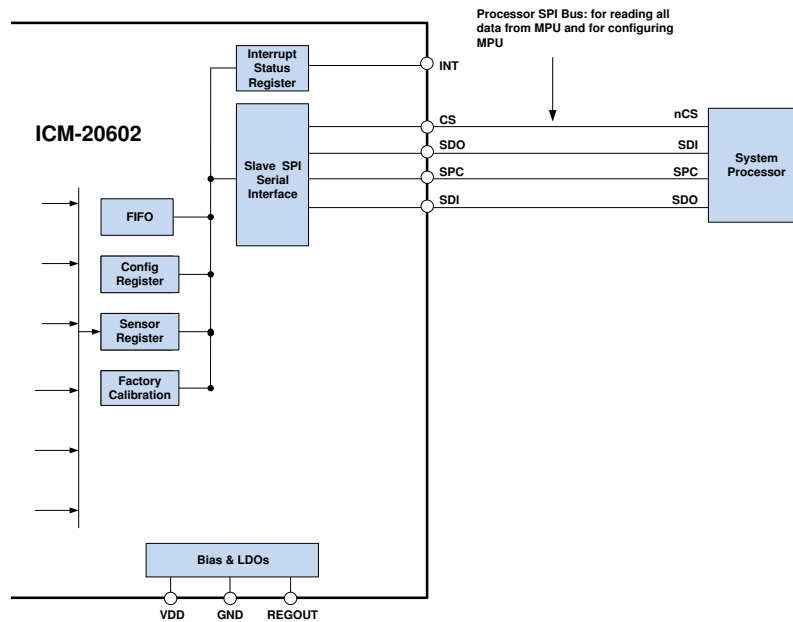 Processor SPI Bus: for reading all
data from MPU and for configuring
MPU
Interrupt
Status
Register
INT
ICM-20602
CS
nCS
SDO
SDI
Slave SPI
Serial
Interface
System
Processor
SPC
SPC
SDI
SDO
FIFO
Config
Register
Sensor
Register
Factory
Calibration
Bias & LDOs
VDD
GND
REGOUT